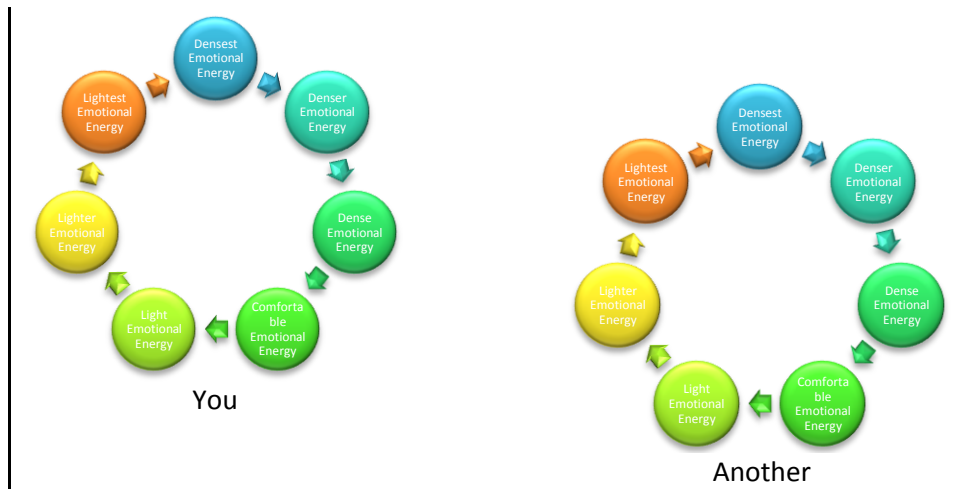 Densest
Emotional
Energy
Denser
Emotional
Energy
Dense
Emotional
Energy
Comforta
ble
Emotional
Energy
Light
Emotional
Energy
Lighter
Emotional
Energy
Lightest
Emotional
Energy
You
Densest
Emotional
Energy
Denser
Emotional
Energy
Dense
Emotional
Energy
Comforta
ble
Emotional
Energy
Light
Emotional
Energy
Lighter
Emotional
Energy
Lightest
Emotional
Energy
Another